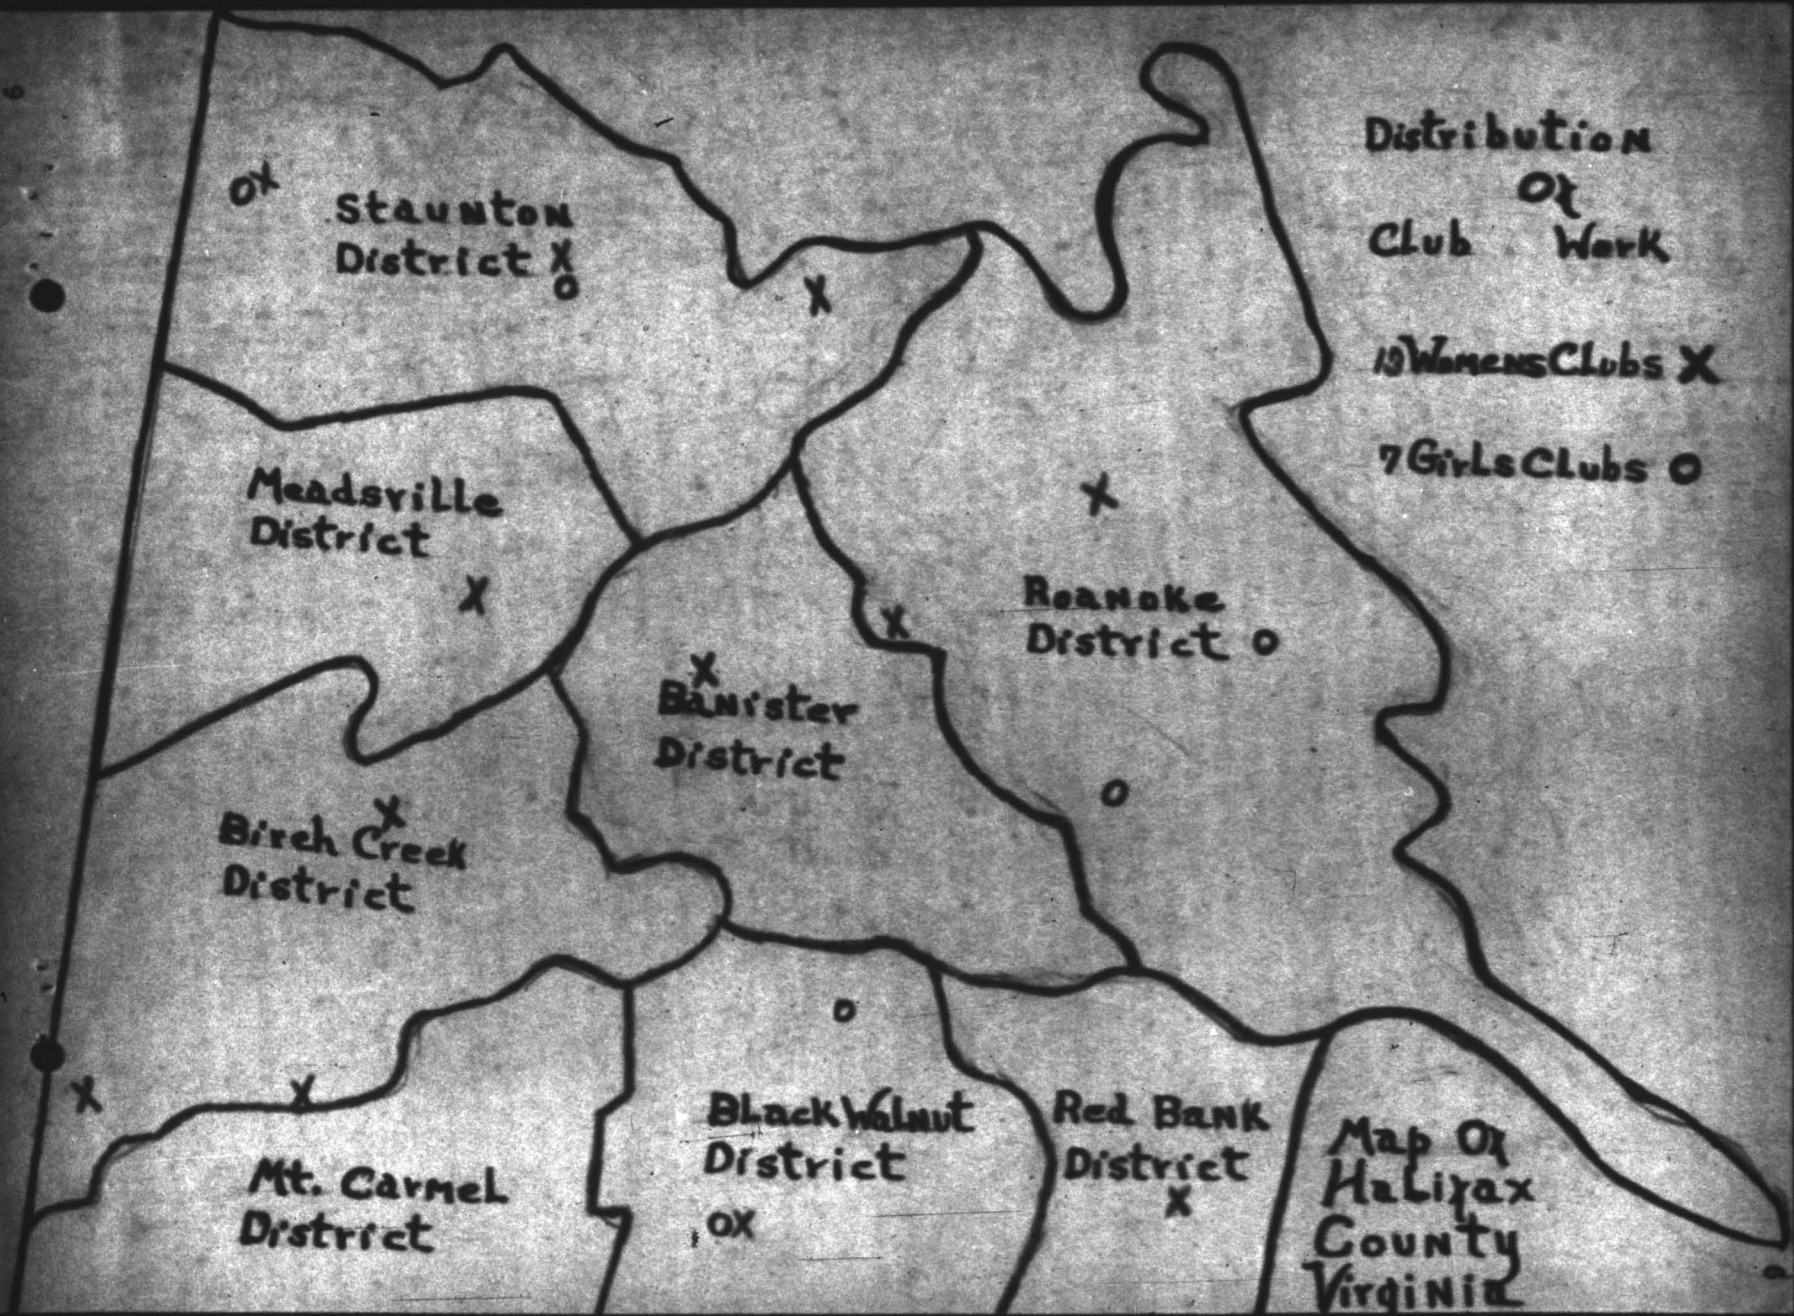 Distribution
Of
Club Work
Womens Clubs X
7 Girls Clubs O
OX
Staunton
District X
O
X
Meadsville
District
X
X
Roanoke
District O
X
X
Banister
District
O
X
Birch Creek
District
X
X
Mt. Carmel
District
O
Black Walnut
District
OX
Red Bank
District
X
Map Of
Halifax
County
Virginia